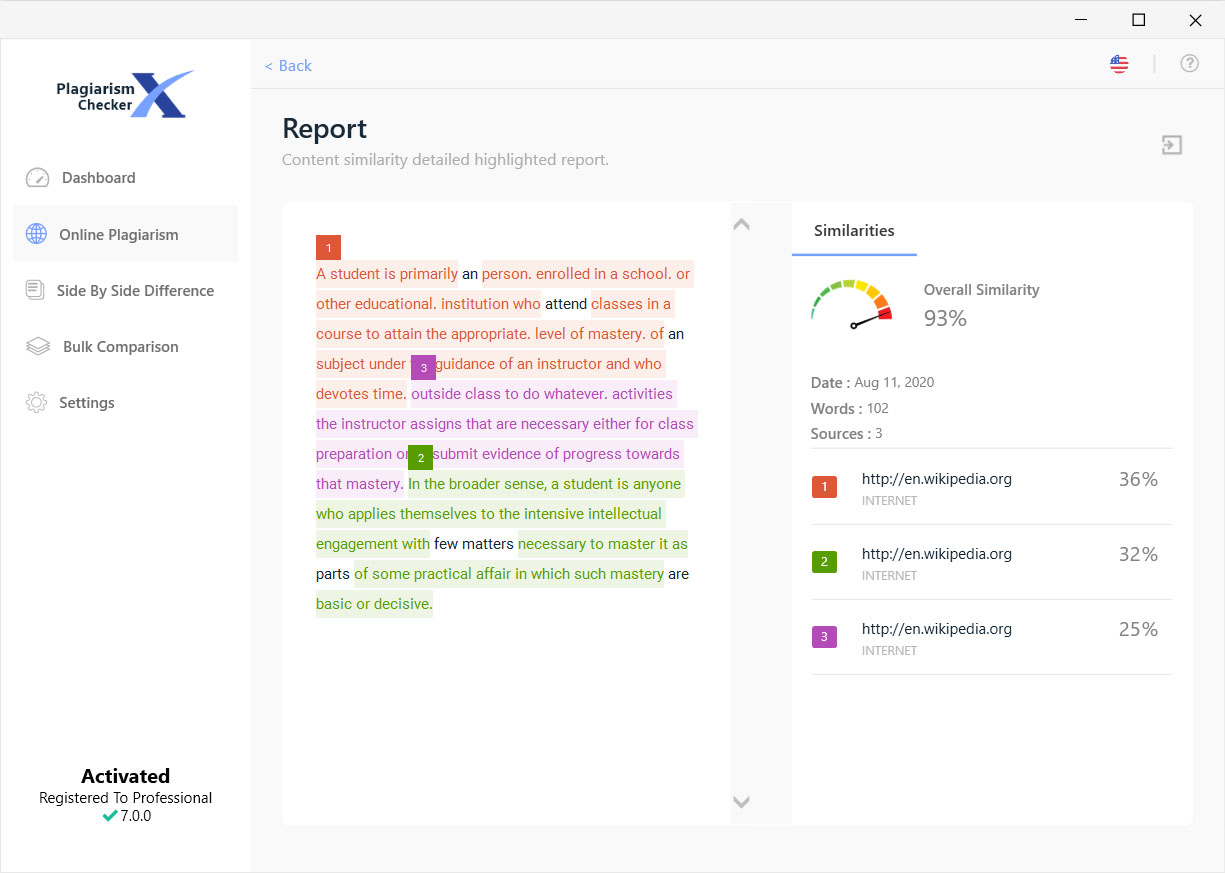 Plagiarism
Checker
Dashboard
Online Plagiarism
Side By Side Difference
Bulk Comparison
Settings
Activated
Registered To Professional
7.0.0
< Back
?
Report
Content similarity detailed highlighted report.
1
A student is primarily an person. enrolled in a school. or
other educational. institution who attend classes in a
course to attain the appropriate. level of mastery. of an
subject under guidance of an instructor and who
3
devotes time. outside class to do whatever. activities
the instructor assigns that are necessary either for class
preparation or submit evidence of progress towards
2
that mastery. In the broader sense, a student is anyone
who applies themselves to the intensive intellectual
engagement with few matters necessary to master it as
parts of some practical affair in which such mastery are
basic or decisive.
Similarities
Overall Similarity
93%
Date : Aug 11, 2020
Words : 102
Sources : 3
1 http://en.wikipedia.org 36%
INTERNET
2 http://en.wikipedia.org 32%
INTERNET
3 http://en.wikipedia.org 25%
INTERNET